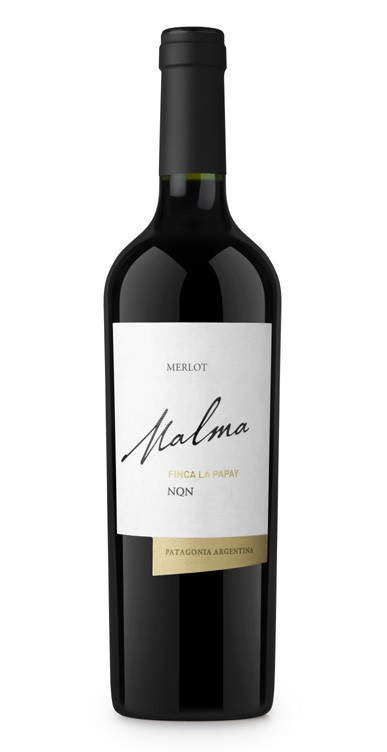 MERLOT
Malma
FINCA LA PAPAY
NQN
PATAGONIA ARGENTINA